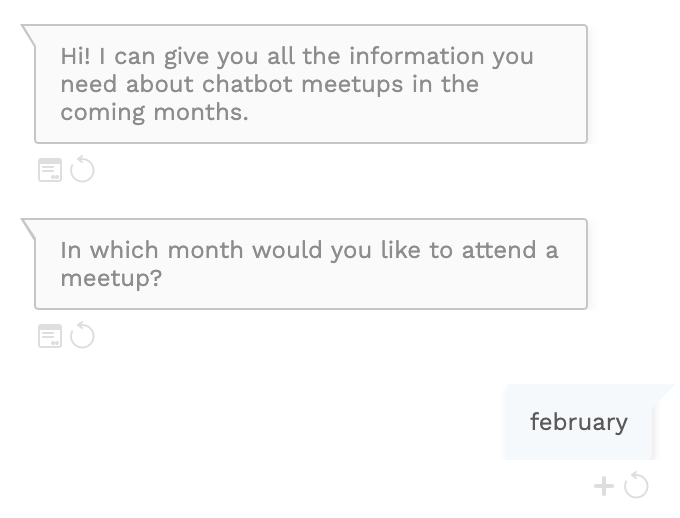 Hi! I can give you all the information you
need about chatbot meetups in the
coming months.
In which month would you like to attend a
meetup?
february